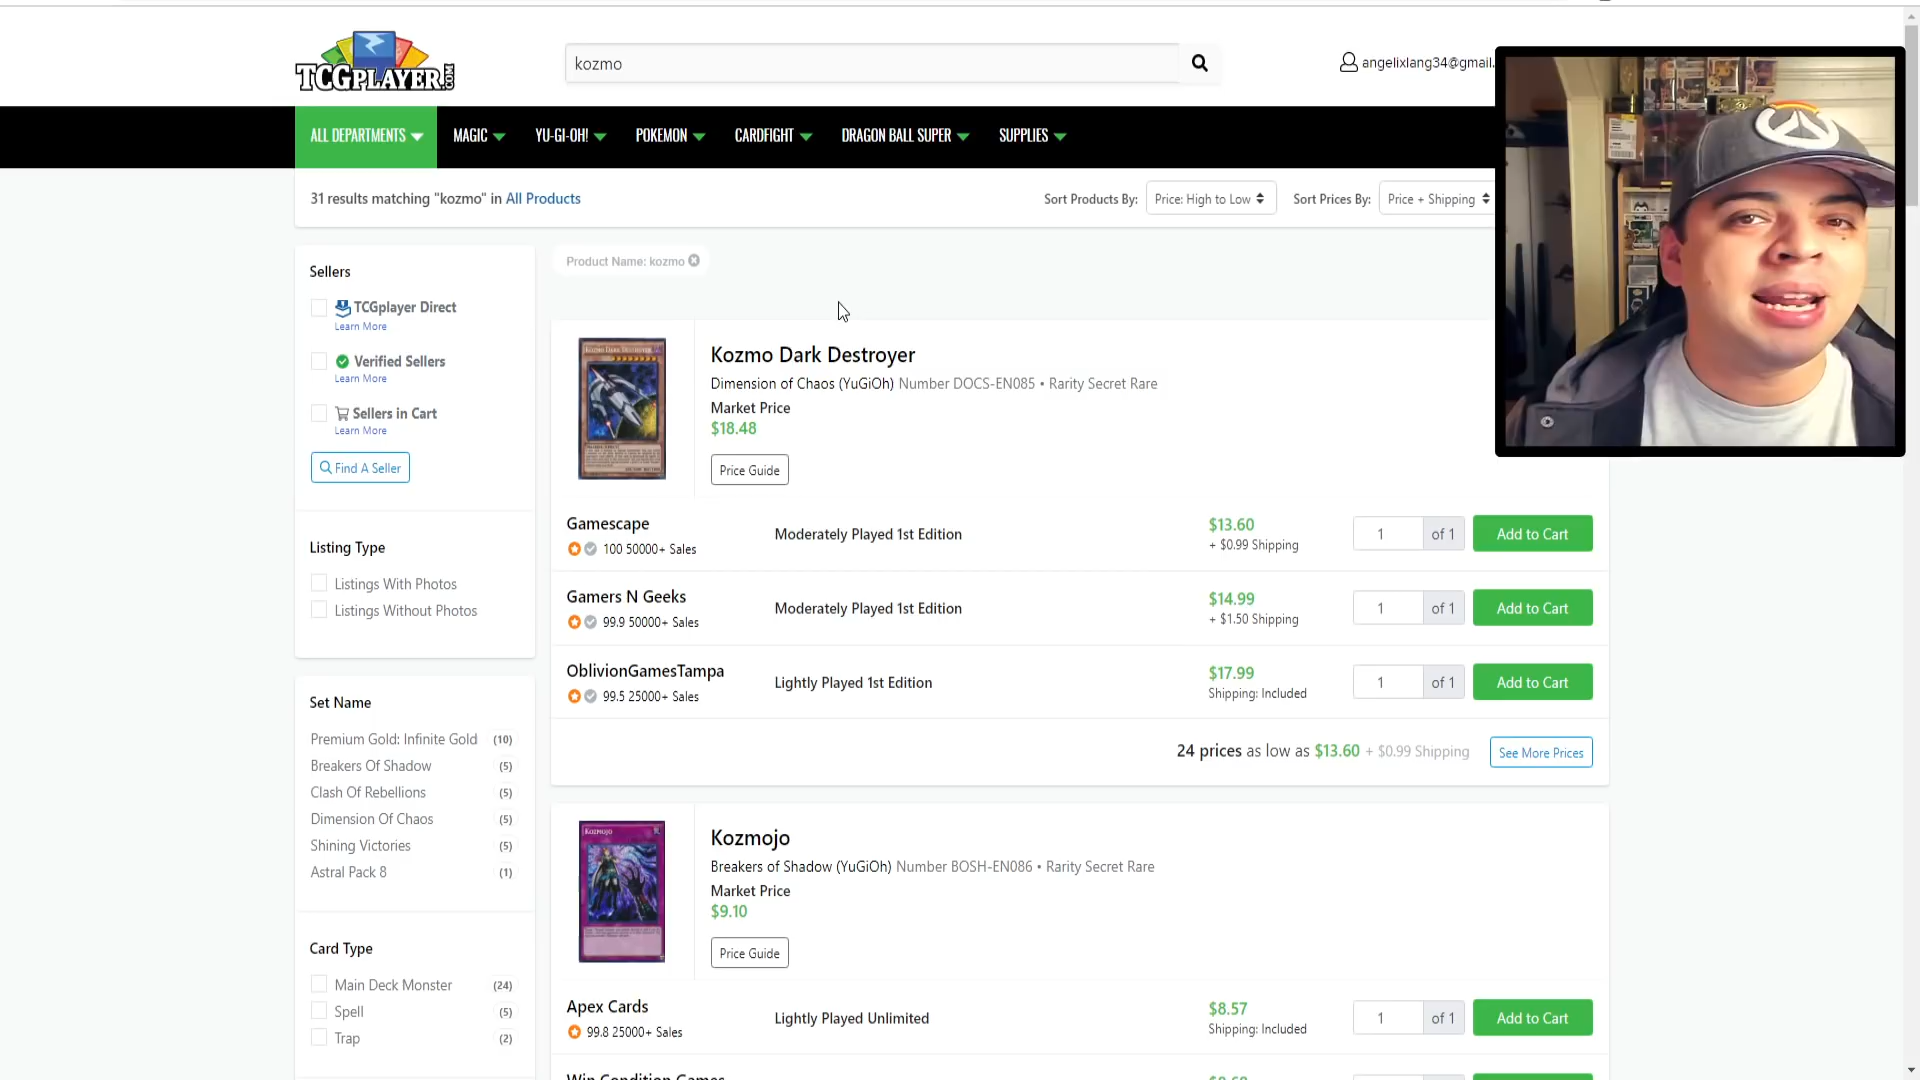 TCGPLAYER.COM
kozmo
angelixlang34@gmail.
ALL DEPARTMENTS
MAGIC
YU-GI-OH!
POKEMON
CARDFIGHT
DRAGON BALL SUPER
SUPPLIES
31 results matching "kozmo" in All Products
Sort Products By:
Price: High to Low
Sort Prices By:
Price + Shipping
Product Name: kozmo
Sellers
TCGplayer Direct
Learn More
Verified Sellers
Learn More
Sellers in Cart
Learn More
Find A Seller
Listing Type
Listings With Photos
Listings Without Photos
Set Name
Premium Gold: Infinite Gold (10)
Breakers Of Shadow (5)
Clash Of Rebellions (5)
Dimension Of Chaos (5)
Shining Victories (5)
Astral Pack 8 (1)
Card Type
Main Deck Monster (24)
Spell (5)
Trap (2)
KOZMO DARK DESTROYER
Kozmo Dark Destroyer
Dimension of Chaos (YuGiOh) Number DOCS-EN085 • Rarity Secret Rare
Market Price
$18.48
Price Guide
Gamescape
100 50000+ Sales
Moderately Played 1st Edition
$13.60
+ $0.99 Shipping
1 of 1
Add to Cart
Gamers N Geeks
99.9 50000+ Sales
Moderately Played 1st Edition
$14.99
+ $1.50 Shipping
1 of 1
Add to Cart
OblivionGamesTampa
99.5 25000+ Sales
Lightly Played 1st Edition
$17.99
Shipping: Included
1 of 1
Add to Cart
24 prices as low as $13.60 + $0.99 Shipping
See More Prices
KOZMOJO
Kozmojo
Breakers of Shadow (YuGiOh) Number BOSH-EN086 • Rarity Secret Rare
Market Price
$9.10
Price Guide
Apex Cards
99.8 25000+ Sales
Lightly Played Unlimited
$8.57
Shipping: Included
1 of 1
Add to Cart
Win Condition Games